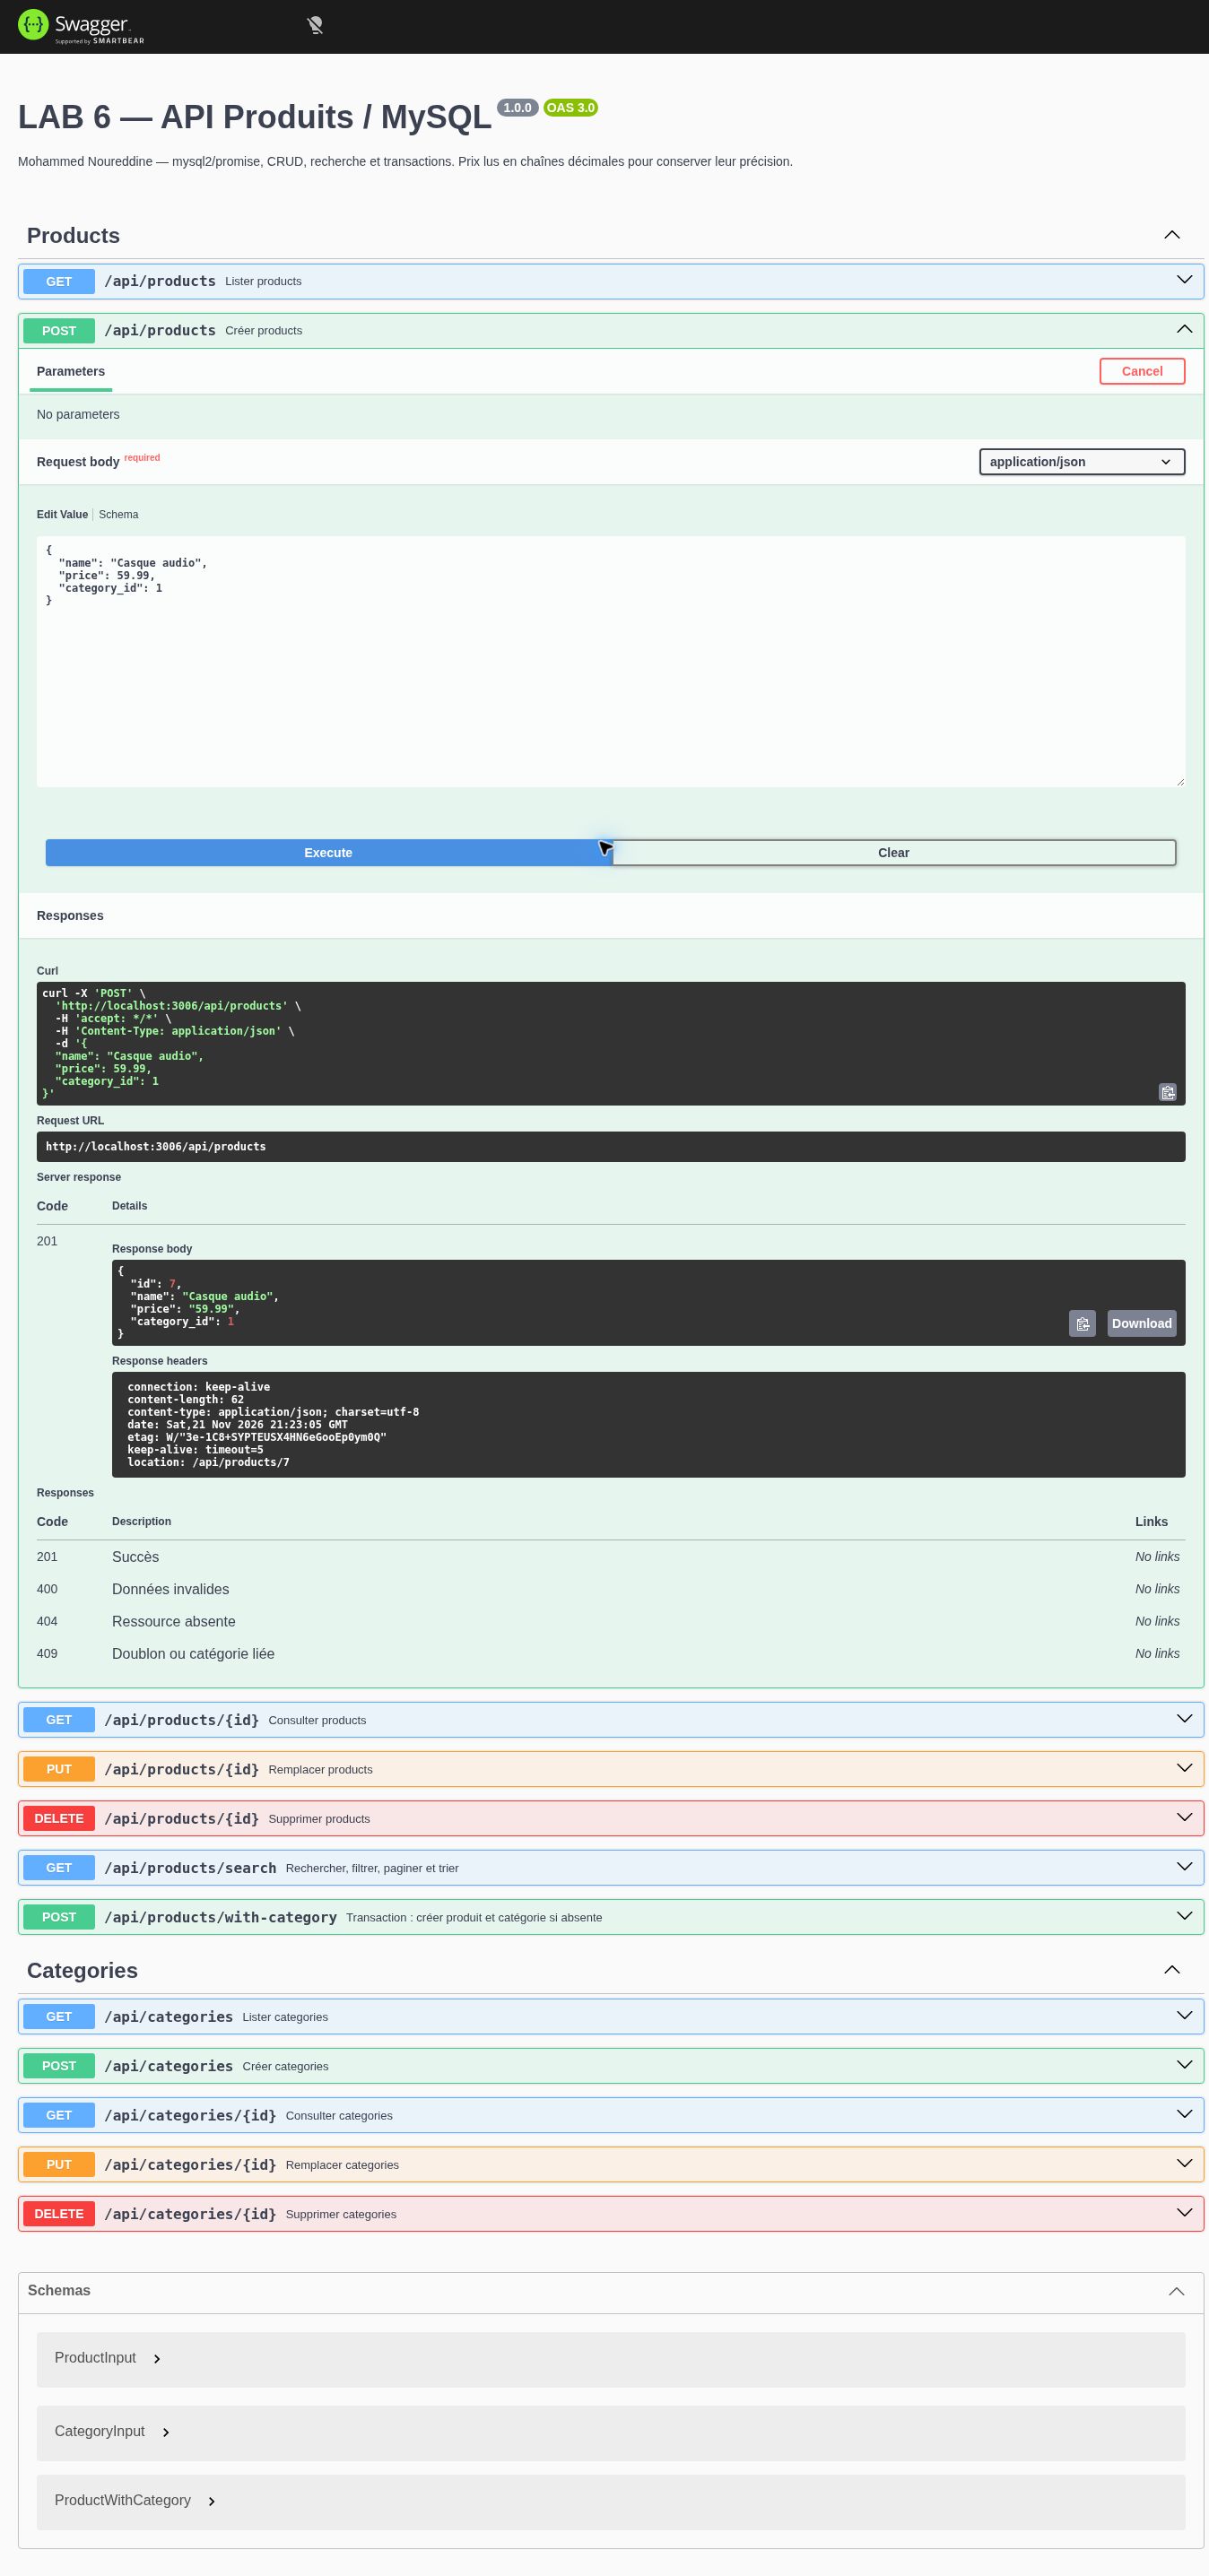 Swagger.
Supported by SMARTBEAR
LAB 6 — API Produits / MySQL 1.0.0 OAS 3.0
Mohammed Noureddine — mysql2/promise, CRUD, recherche et transactions. Prix lus en chaînes décimales pour conserver leur précision.
Products
GET /api/products Lister products
POST /api/products Créer products
Parameters Cancel
No parameters
Request body required application/json
Edit Value | Schema
{
  "name": "Casque audio",
  "price": 59.99,
  "category_id": 1
}
Execute Clear
Responses
Curl
curl -X 'POST' \
  'http://localhost:3006/api/products' \
  -H 'accept: */*' \
  -H 'Content-Type: application/json' \
  -d '{
  "name": "Casque audio",
  "price": 59.99,
  "category_id": 1
}'
Request URL
http://localhost:3006/api/products
Server response
Code Details
201
Response body
{
  "id": 7,
  "name": "Casque audio",
  "price": "59.99",
  "category_id": 1
}
Download
Response headers
connection: keep-alive
content-length: 62
content-type: application/json; charset=utf-8
date: Sat,21 Nov 2026 21:23:05 GMT
etag: W/"3e-1C8+SYPTEUSX4HN6eGooEp0ym0Q"
keep-alive: timeout=5
location: /api/products/7
Responses
Code Description Links
201 Succès No links
400 Données invalides No links
404 Ressource absente No links
409 Doublon ou catégorie liée No links
GET /api/products/{id} Consulter products
PUT /api/products/{id} Remplacer products
DELETE /api/products/{id} Supprimer products
GET /api/products/search Rechercher, filtrer, paginer et trier
POST /api/products/with-category Transaction : créer produit et catégorie si absente
Categories
GET /api/categories Lister categories
POST /api/categories Créer categories
GET /api/categories/{id} Consulter categories
PUT /api/categories/{id} Remplacer categories
DELETE /api/categories/{id} Supprimer categories
Schemas
ProductInput
CategoryInput
ProductWithCategory